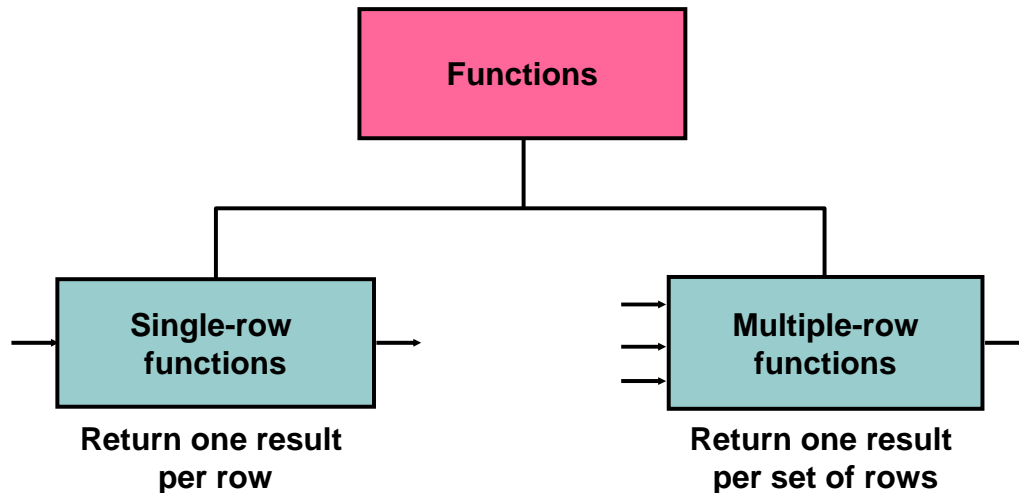 Functions
Single-row
functions
Multiple-row
functions
Return one result
per row
Return one result
per set of rows